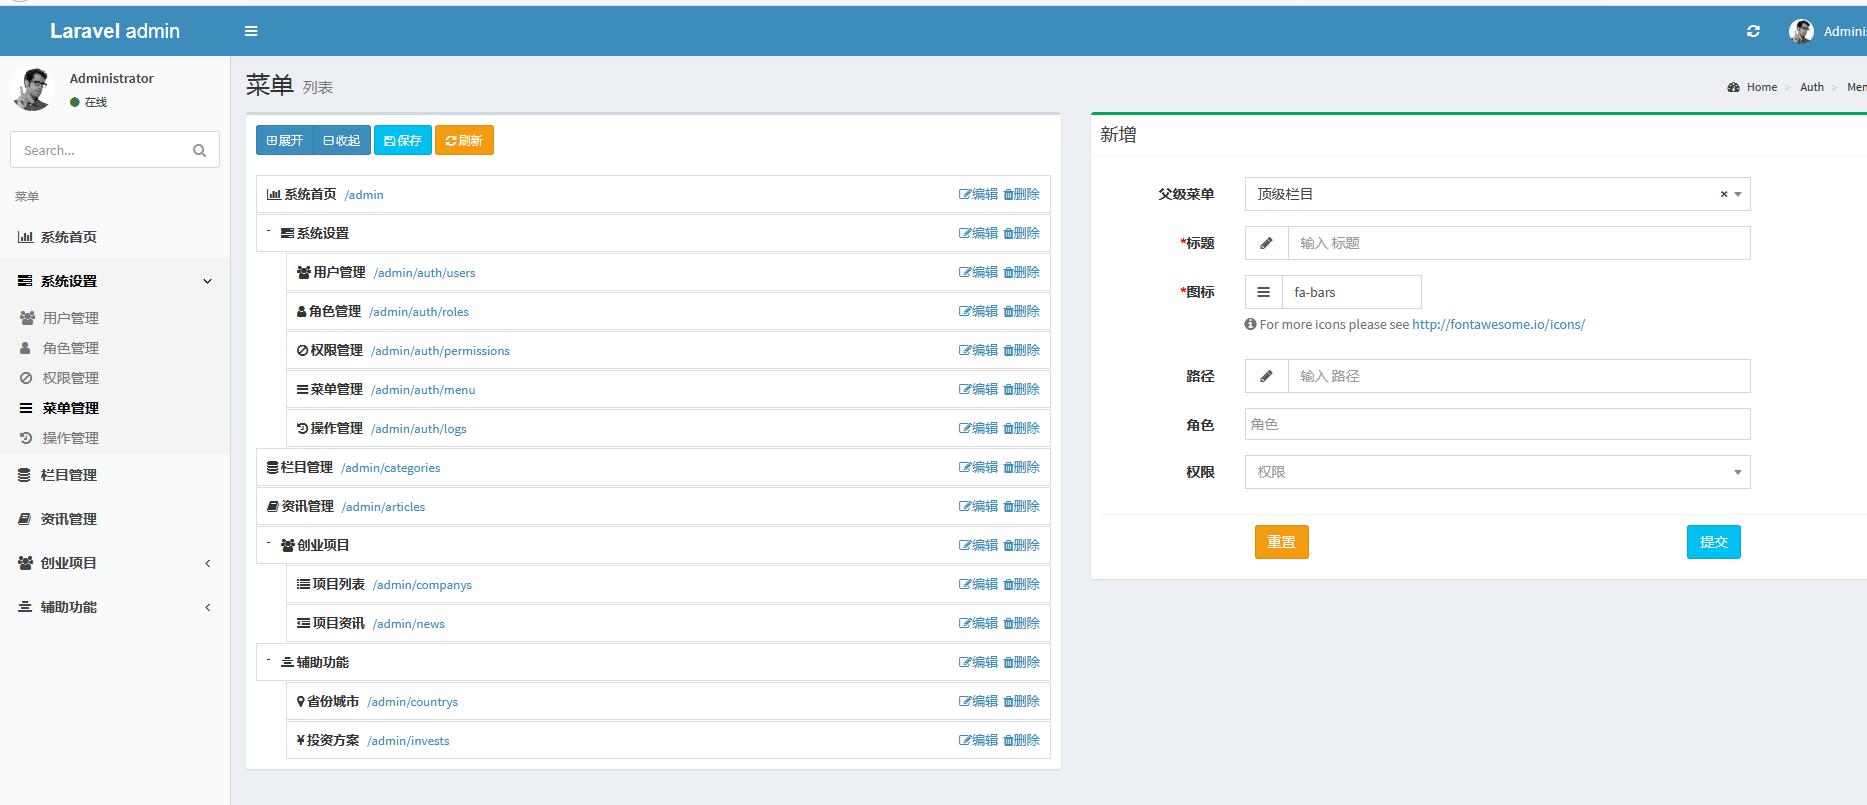 Laravel admin
Administrator
在线
Search...
菜单
系统首页
系统设置
用户管理
角色管理
权限管理
菜单管理
操作管理
栏目管理
资讯管理
创业项目
辅助功能
菜单 列表
Home > Auth >
展开 收起 保存 刷新
系统首页 /admin 编辑 删除
- 系统设置 编辑 删除
用户管理 /admin/auth/users 编辑 删除
角色管理 /admin/auth/roles 编辑 删除
权限管理 /admin/auth/permissions 编辑 删除
菜单管理 /admin/auth/menu 编辑 删除
操作管理 /admin/auth/logs 编辑 删除
栏目管理 /admin/categories 编辑 删除
资讯管理 /admin/articles 编辑 删除
- 创业项目 编辑 删除
项目列表 /admin/companys 编辑 删除
项目资讯 /admin/news 编辑 删除
- 辅助功能 编辑 删除
省份城市 /admin/countrys 编辑 删除
投资方案 /admin/invests 编辑 删除
新增
父级菜单 顶级栏目 ×
*标题 输入 标题
*图标 fa-bars
For more icons please see http://fontawesome.io/icons/
路径 输入 路径
角色 角色
权限 权限
重置 提交